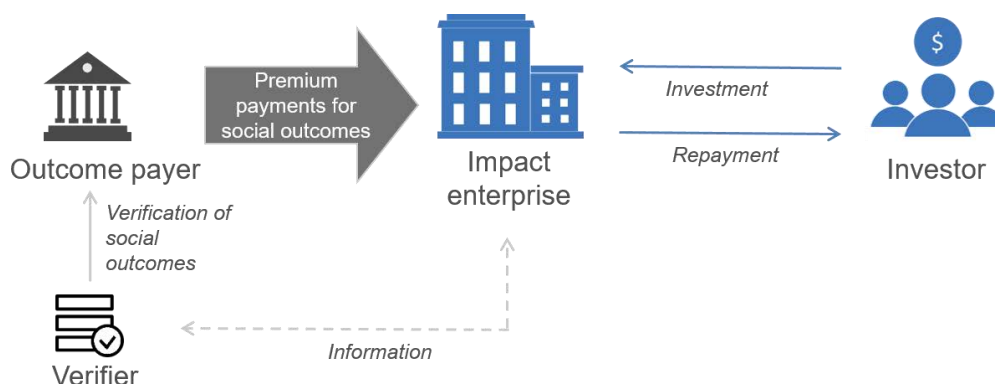 Premium
payments for
social outcomes
$
Investment
Repayment
Outcome payer
Impact
enterprise
Investor
Verification of
social
outcomes
Information
Verifier